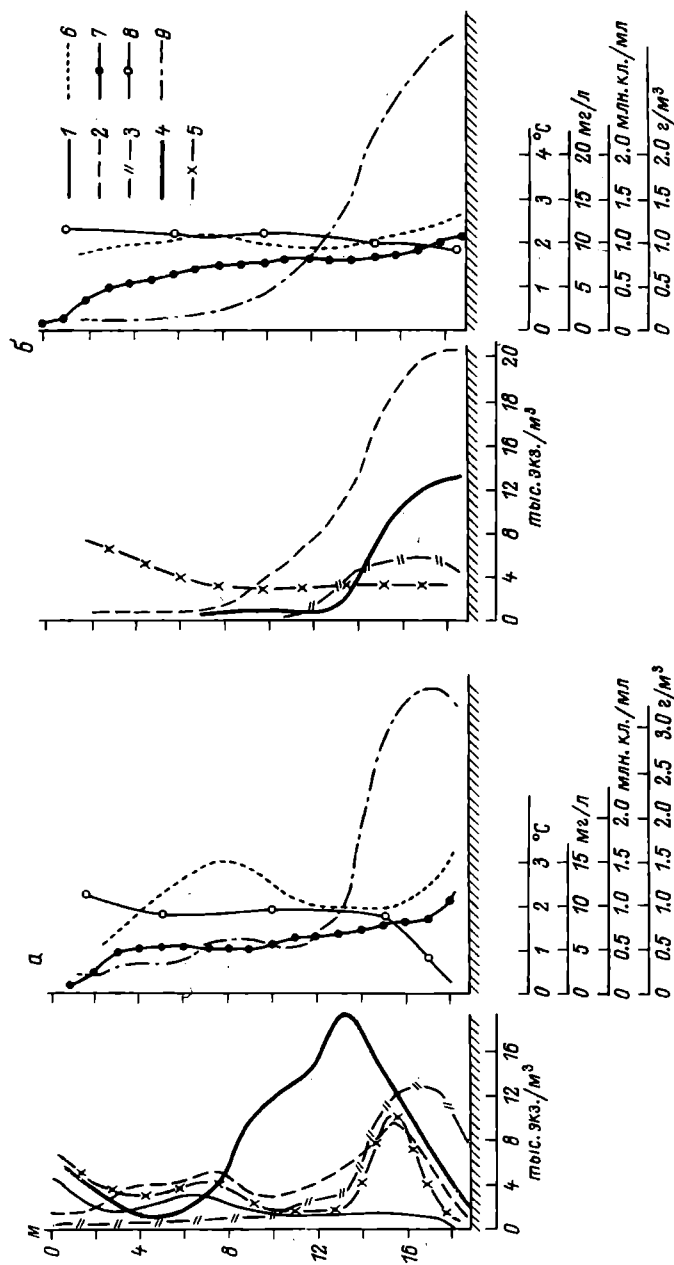 а
б
1
2
3
4
5
6
7
8
9
м
0
4
8
12
16
0 4 8 12 16
тыс. экз./м³
0 1 2 3 °С
0 5 10 15 мг/л
0 0.5 1.0 1.5 2.0 млн. кл./мл
0 0.5 1.0 1.5 2.0 2.5 3.0 г/м³
0 4 8 12 16 18 20
тыс. экз./м³
0 1 2 3 4 °С
0 5 10 15 20 мг/л
0 0.5 1.0 1.5 2.0 млн. кл./мл
0 0.5 1.0 1.5 2.0 г/м³